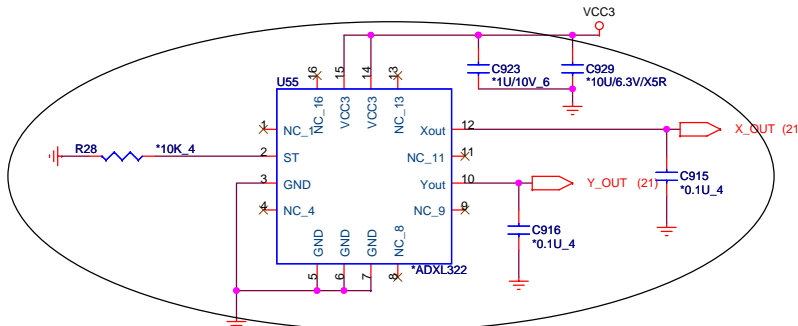 VCC3
16
15
14
13
C923
*1U/10V_6
C929
*10U/6.3V/X5R
U55
NC_16
VCC3
VCC3
NC_13
1
NC_1
Xout
12
X_OUT (21
R28
*10K_4
2
ST
NC_11
11
3
GND
Yout
10
Y_OUT (21)
C915
*0.1U_4
4
NC_4
NC_9
9
C916
*0.1U_4
GND
GND
GND
NC_8
*ADXL322
5
6
7
8